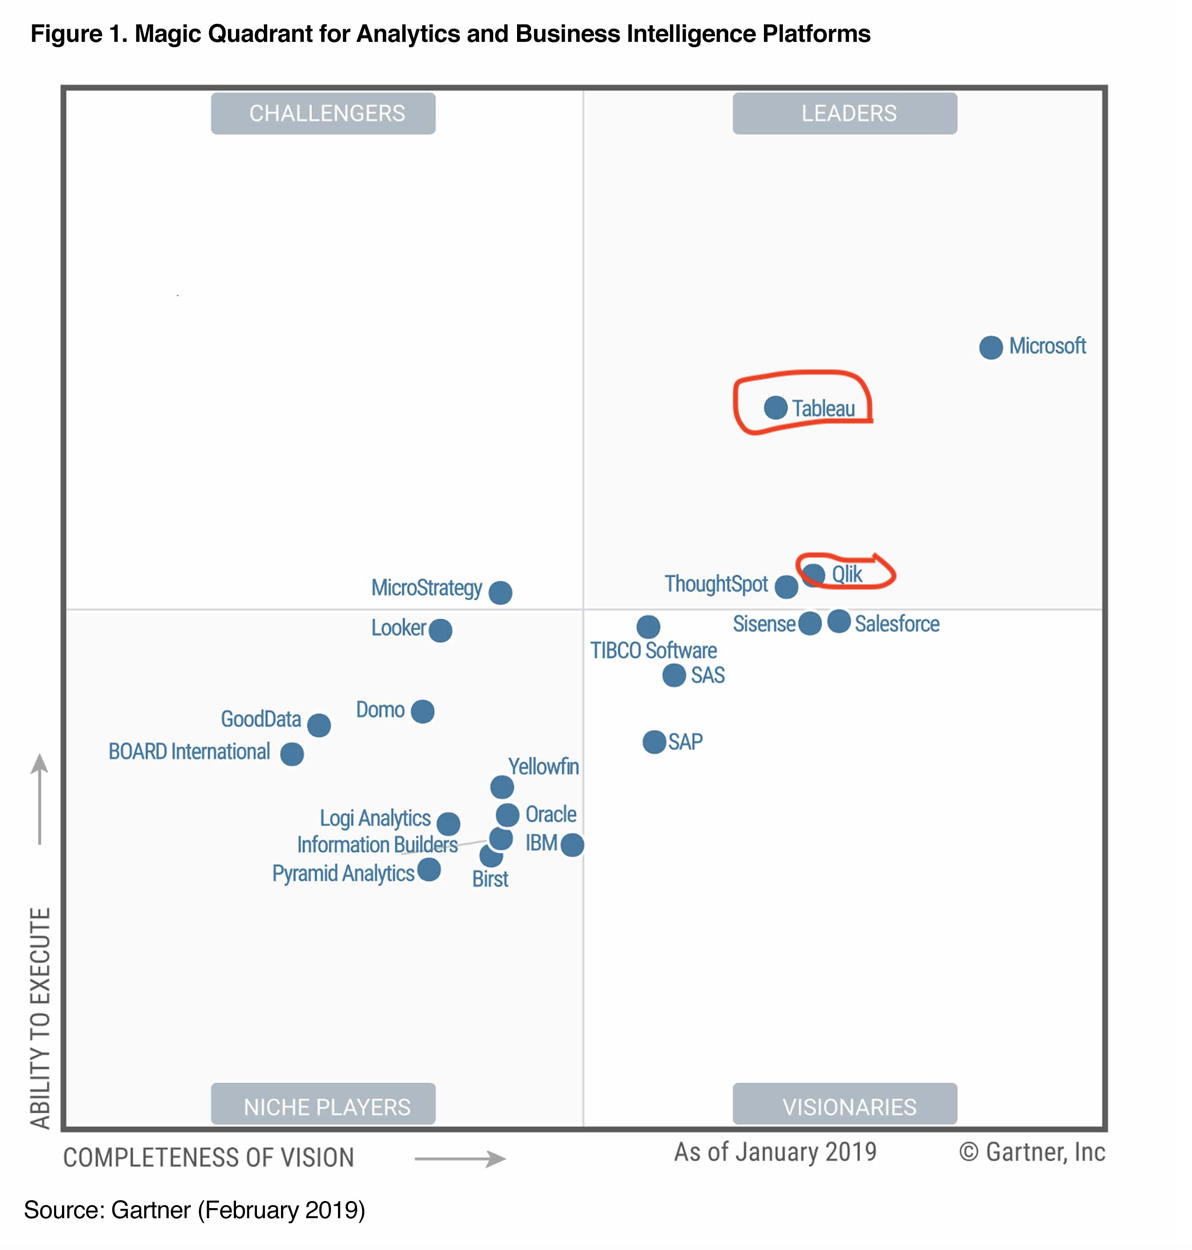 Figure 1. Magic Quadrant for Analytics and Business Intelligence Platforms
CHALLENGERS
LEADERS
Microsoft
Tableau
Qlik
ThoughtSpot
MicroStrategy
Looker
Sisense
Salesforce
TIBCO Software
SAS
Domo
GoodData
SAP
BOARD International
Yellowfin
Oracle
Logi Analytics
IBM
Information Builders
Pyramid Analytics
Birst
ABILITY TO EXECUTE
NICHE PLAYERS
VISIONARIES
COMPLETENESS OF VISION
As of January 2019
© Gartner, Inc
Source: Gartner (February 2019)